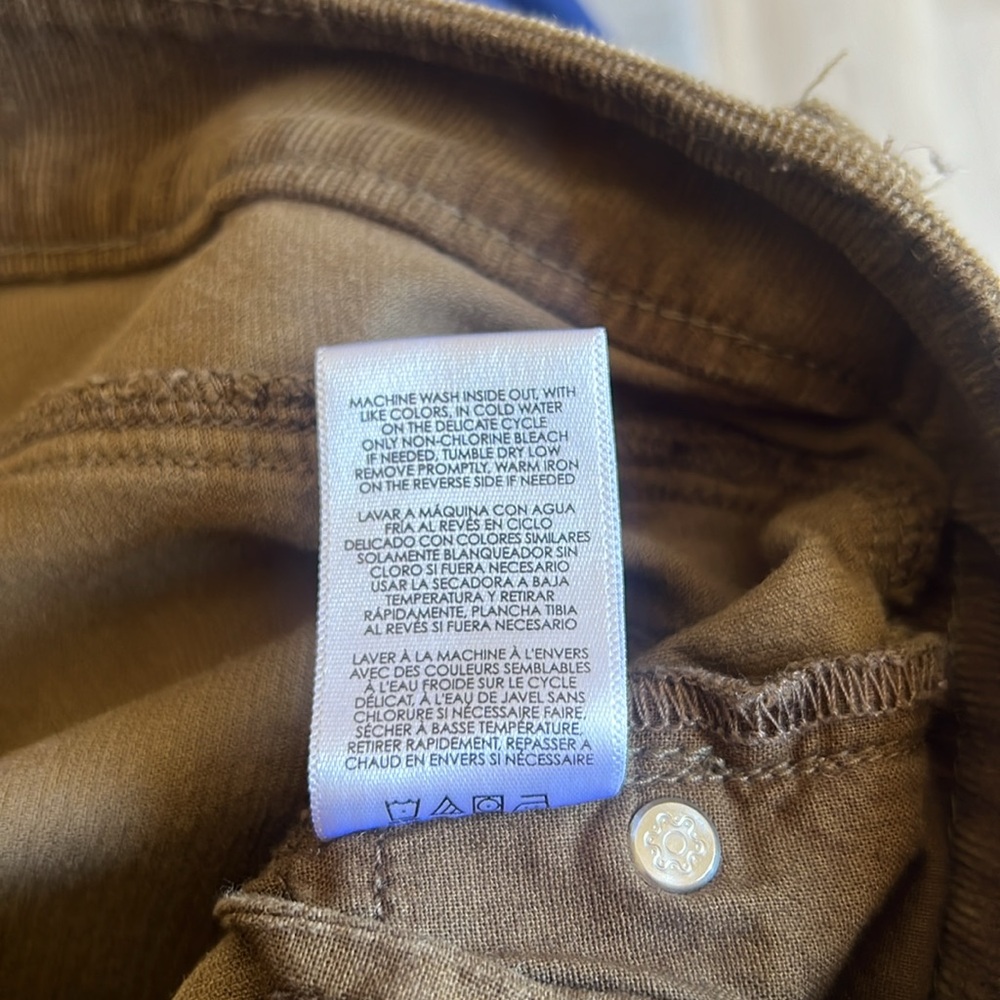 MACHINE WASH INSIDE OUT, WITH
LIKE COLORS, IN COLD WATER
ON THE DELICATE CYCLE
ONLY NON-CHLORINE BLEACH
IF NEEDED, TUMBLE DRY LOW
REMOVE PROMPTLY, WARM IRON
ON THE REVERSE SIDE IF NEEDED
LAVAR A MÁQUINA CON AGUA
FRÍA AL REVÉS EN CICLO
DELICADO CON COLORES SIMILARES
SOLAMENTE BLANQUEADOR SIN
CLORO SI FUERA NECESARIO
USAR LA SECADORA A BAJA
TEMPERATURA Y RETIRAR
RÁPIDAMENTE, PLANCHA TIBIA
AL REVÉS SI FUERA NECESARIO
LAVER À LA MACHINE À L'ENVERS
AVEC DES COULEURS SEMBLABLES
À L'EAU FROIDE SUR LE CYCLE
DÉLICAT, À L'EAU DE JAVEL SANS
CHLORURE SI NÉCESSAIRE FAIRE,
SÉCHER À BASSE TEMPÉRATURE,
RETIRER RAPIDEMENT, REPASSER A
CHAUD EN ENVERS SI NÉCESSAIRE